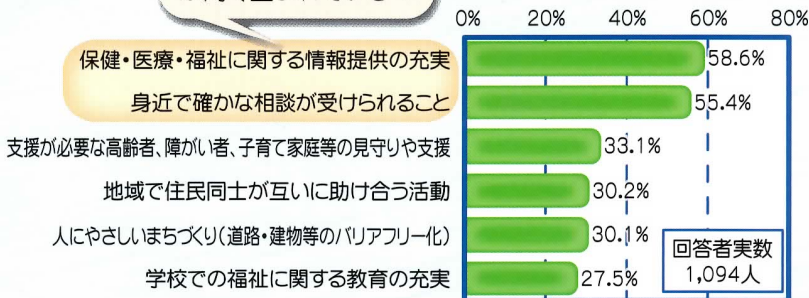 0% 20% 40% 60% 80%
保健・医療・福祉に関する情報提供の充実 58.6%
身近で確かな相談が受けられること 55.4%
支援が必要な高齢者、障がい者、子育て家庭等の見守りや支援 33.1%
地域で住民同士が互いに助け合う活動 30.2%
人にやさしいまちづくり(道路・建物等のバリアフリー化) 30.1%
学校での福祉に関する教育の充実 27.5%
回答者実数
1,094人